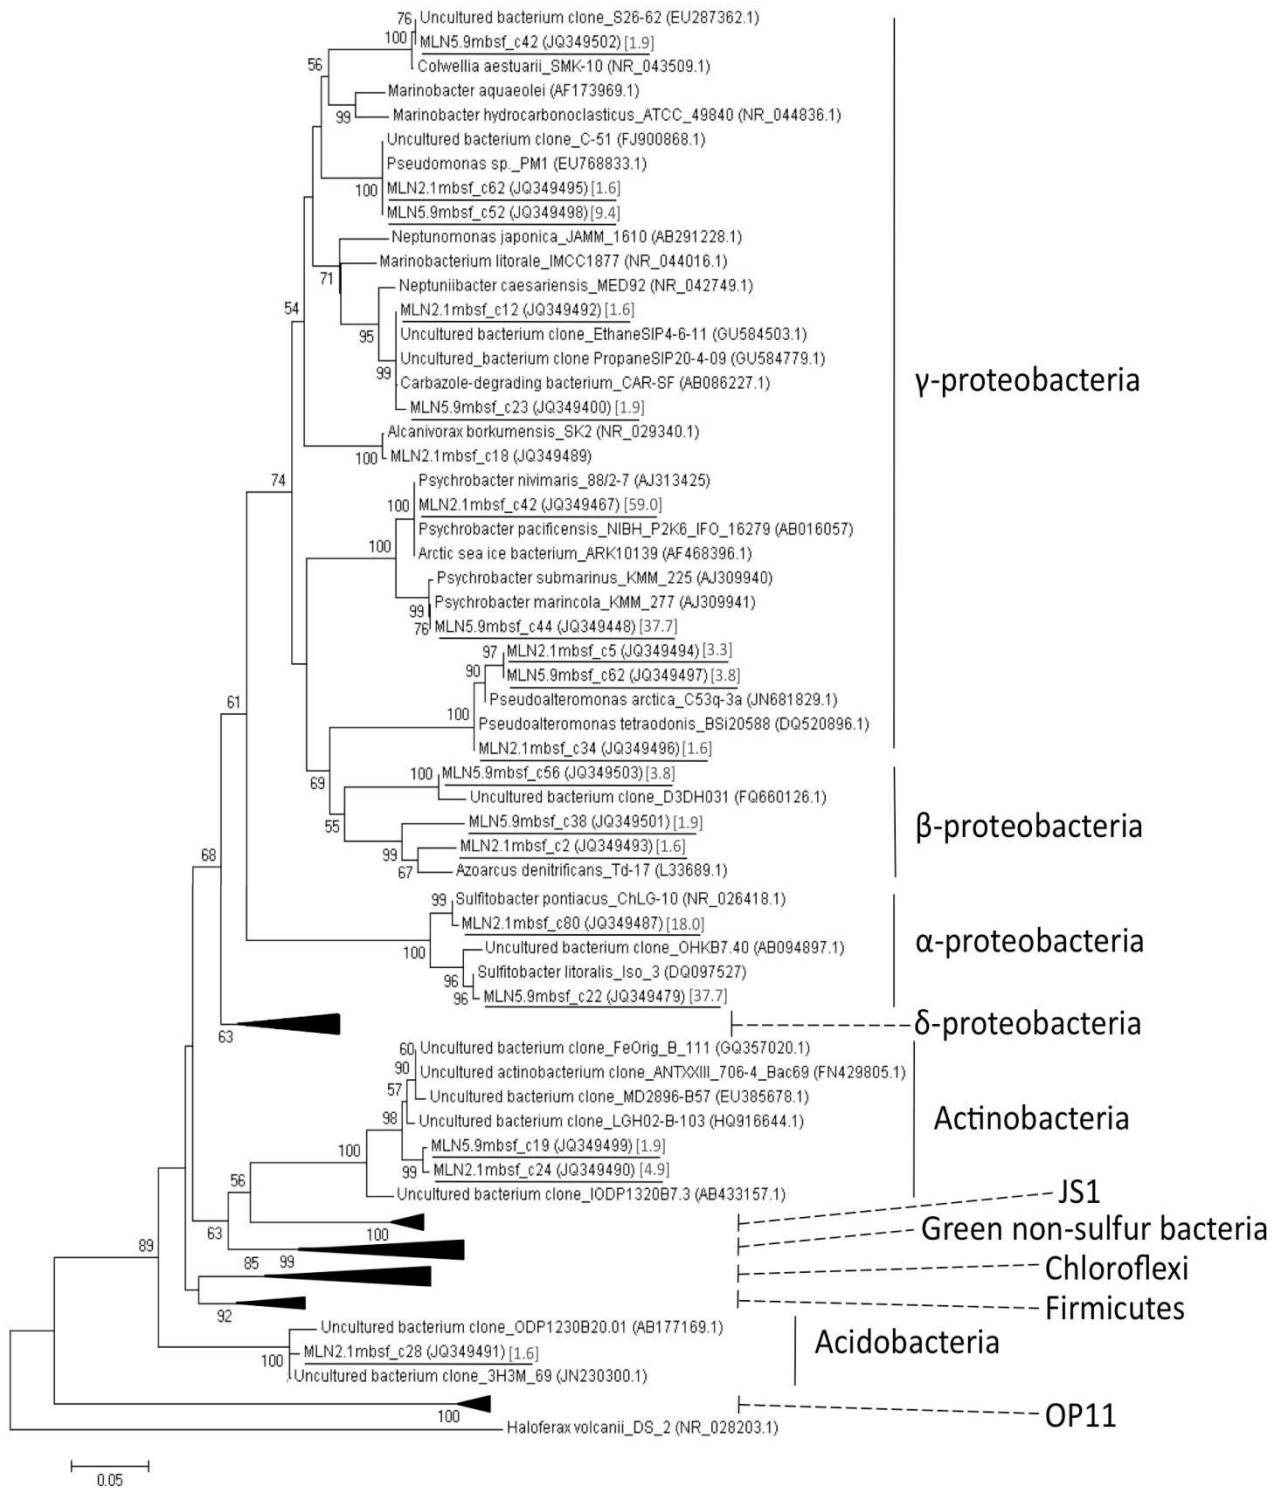 76 Uncultured bacterium clone_S26-62 (EU287362.1)
100 MLN5.9mbsf_c42 (JQ349502) [1.9]
Colwellia aestuarii_SMK-10 (NR_043509.1)
56
Marinobacter aquaeolei (AF173969.1)
99 Marinobacter hydrocarbonoclasticus_ATCC_49840 (NR_044836.1)
Uncultured bacterium clone_C-51 (FJ900868.1)
Pseudomonas sp._PM1 (EU768833.1)
100 MLN2.1mbsf_c62 (JQ349495) [1.6]
MLN5.9mbsf_c52 (JQ349498) [9.4]
Neptunomonas japonica_JAMM_1610 (AB291228.1)
Marinobacterium litorale_IMCC1877 (NR_044016.1)
71
Neptuniibacter caesariensis_MED92 (NR_042749.1)
54
MLN2.1mbsf_c12 (JQ349492) [1.6]
95 Uncultured bacterium clone_EthaneSIP4-6-11 (GU584503.1)
Uncultured_bacterium clone PropaneSIP20-4-09 (GU584779.1)
99
Carbazole-degrading bacterium_CAR-SF (AB086227.1)
γ-proteobacteria
MLN5.9mbsf_c23 (JQ349400) [1.9]
Alcanivorax borkumensis_SK2 (NR_029340.1)
100 MLN2.1mbsf_c18 (JQ349489)
74
Psychrobacter nivimaris_88/2-7 (AJ313425)
100 MLN2.1mbsf_c42 (JQ349467) [59.0]
Psychrobacter pacificensis_NIBH_P2K6_IFO_16279 (AB016057)
100
Arctic sea ice bacterium_ARK10139 (AF468396.1)
Psychrobacter submarinus_KMM_225 (AJ309940)
99 Psychrobacter marincola_KMM_277 (AJ309941)
76 MLN5.9mbsf_c44 (JQ349448) [37.7]
97 MLN2.1mbsf_c5 (JQ349494) [3.3]
90 MLN5.9mbsf_c62 (JQ349497) [3.8]
61
Pseudoalteromonas arctica_C53q-3a (JN681829.1)
100
Pseudoalteromonas tetraodonis_BSi20588 (DQ520896.1)
MLN2.1mbsf_c34 (JQ349496) [1.6]
69
100 MLN5.9mbsf_c56 (JQ349503) [3.8]
Uncultured bacterium clone_D3DH031 (FQ660126.1)
55
MLN5.9mbsf_c38 (JQ349501) [1.9]
β-proteobacteria
MLN2.1mbsf_c2 (JQ349493) [1.6]
99
67 Azoarcus denitrificans_Td-17 (L33689.1)
68
99 Sulfitobacter pontiacus_ChLG-10 (NR_026418.1)
MLN2.1mbsf_c80 (JQ349487) [18.0]
α-proteobacteria
100 Uncultured bacterium clone_OHKB7.40 (AB094897.1)
Sulfitobacter litoralis_Iso_3 (DQ097527)
96
96 MLN5.9mbsf_c22 (JQ349479) [37.7]
δ-proteobacteria
63
60 Uncultured bacterium clone_FeOrig_B_111 (GQ357020.1)
90 Uncultured actinobacterium clone_ANTXXIII_706-4_Bac69 (FN429805.1)
57 Uncultured bacterium clone_MD2896-B57 (EU385678.1)
98 Uncultured bacterium clone_LGH02-B-103 (HQ916644.1)
Actinobacteria
100 MLN5.9mbsf_c19 (JQ349499) [1.9]
99 MLN2.1mbsf_c24 (JQ349490) [4.9]
56
Uncultured bacterium clone_IODP1320B7.3 (AB433157.1)
JS1
100
63
Green non-sulfur bacteria
89
85 99
Chloroflexi
92
Firmicutes
Uncultured bacterium clone_ODP1230B20.01 (AB177169.1)
Acidobacteria
100 MLN2.1mbsf_c28 (JQ349491) [1.6]
Uncultured bacterium clone_3H3M_69 (JN230300.1)
100
OP11
Haloferax volcanii_DS_2 (NR_028203.1)
0.05